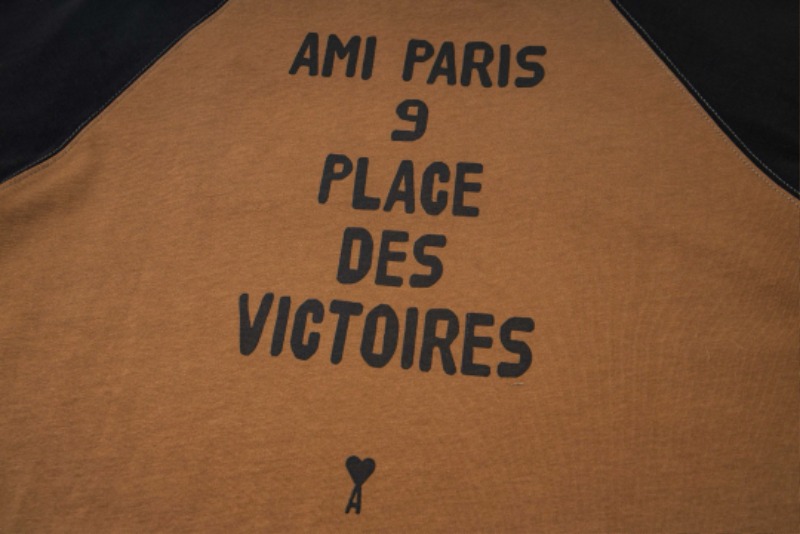 AMI PARIS
9
PLACE
DES
VICTOIRES
A